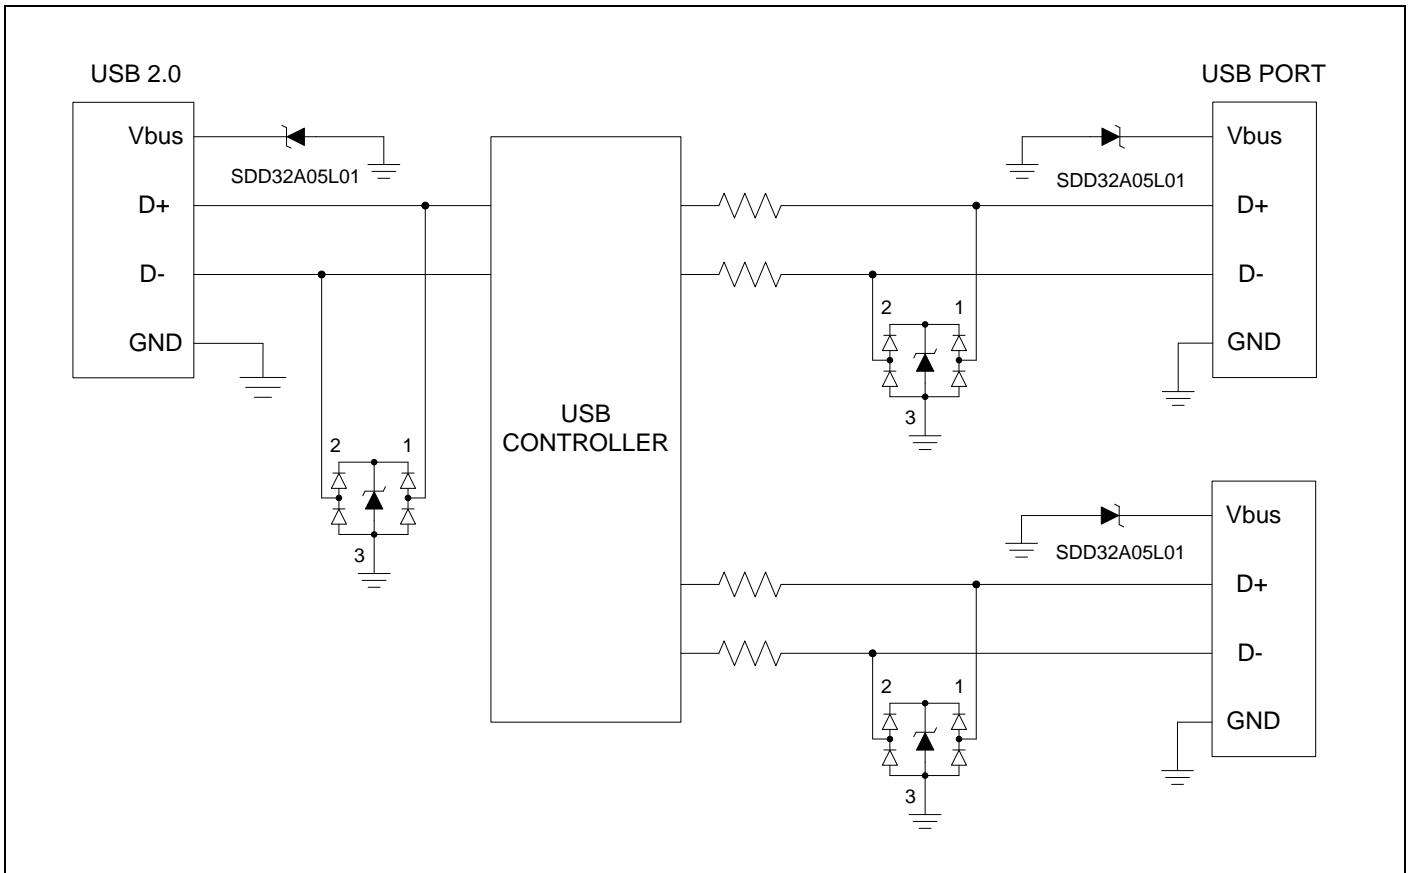 USB 2.0
Vbus
SDD32A05L01
D+
D-
GND
2 1
3
USB
CONTROLLER
USB PORT
Vbus
SDD32A05L01
D+
D-
GND
2 1
3
Vbus
SDD32A05L01
D+
D-
GND
2 1
3